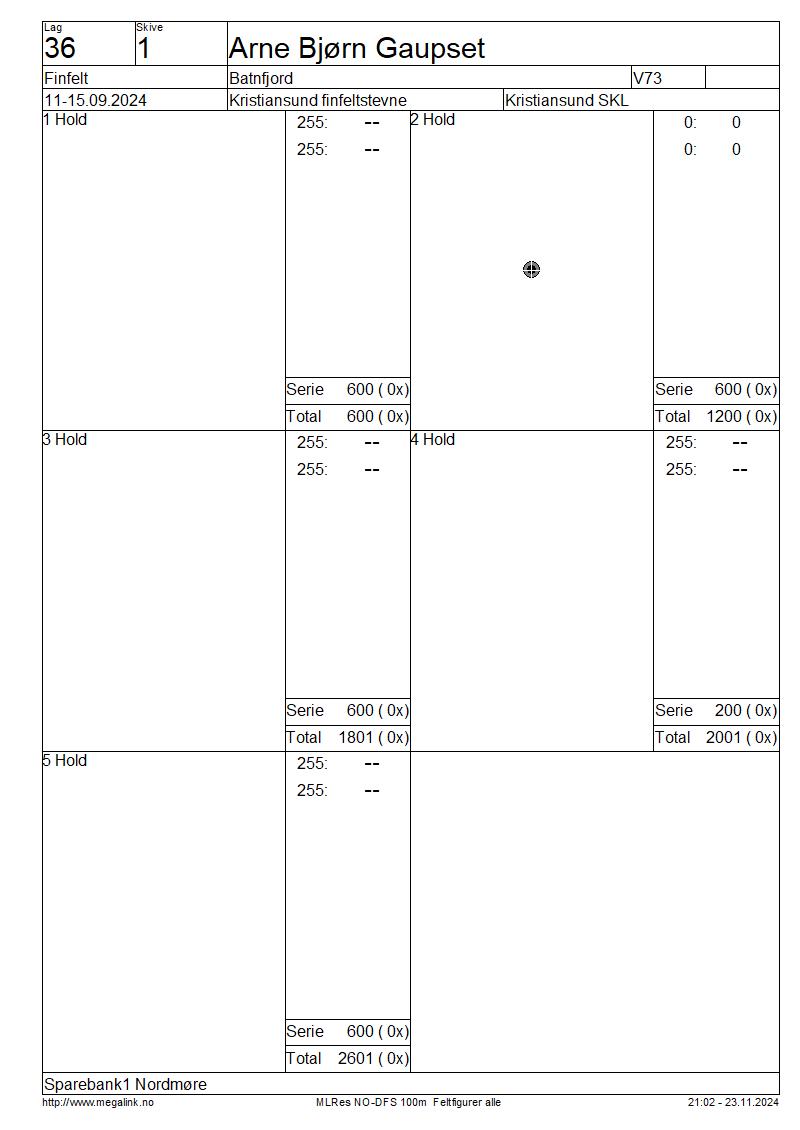 Lag Skive
36 1 Arne Bjørn Gaupset
Finfelt Batnfjord V73
11-15.09.2024 Kristiansund finfeltstevne Kristiansund SKL
1 Hold
255: --
255: --
Serie 600 ( 0x)
Total 600 ( 0x)
2 Hold
0: 0
0: 0
Serie 600 ( 0x)
Total 1200 ( 0x)
3 Hold
255: --
255: --
Serie 600 ( 0x)
Total 1801 ( 0x)
4 Hold
255: --
255: --
Serie 200 ( 0x)
Total 2001 ( 0x)
5 Hold
255: --
255: --
Serie 600 ( 0x)
Total 2601 ( 0x)
Sparebank1 Nordmøre
http://www.megalink.no MLRes NO-DFS 100m Feltfigurer alle 21:02 - 23.11.2024